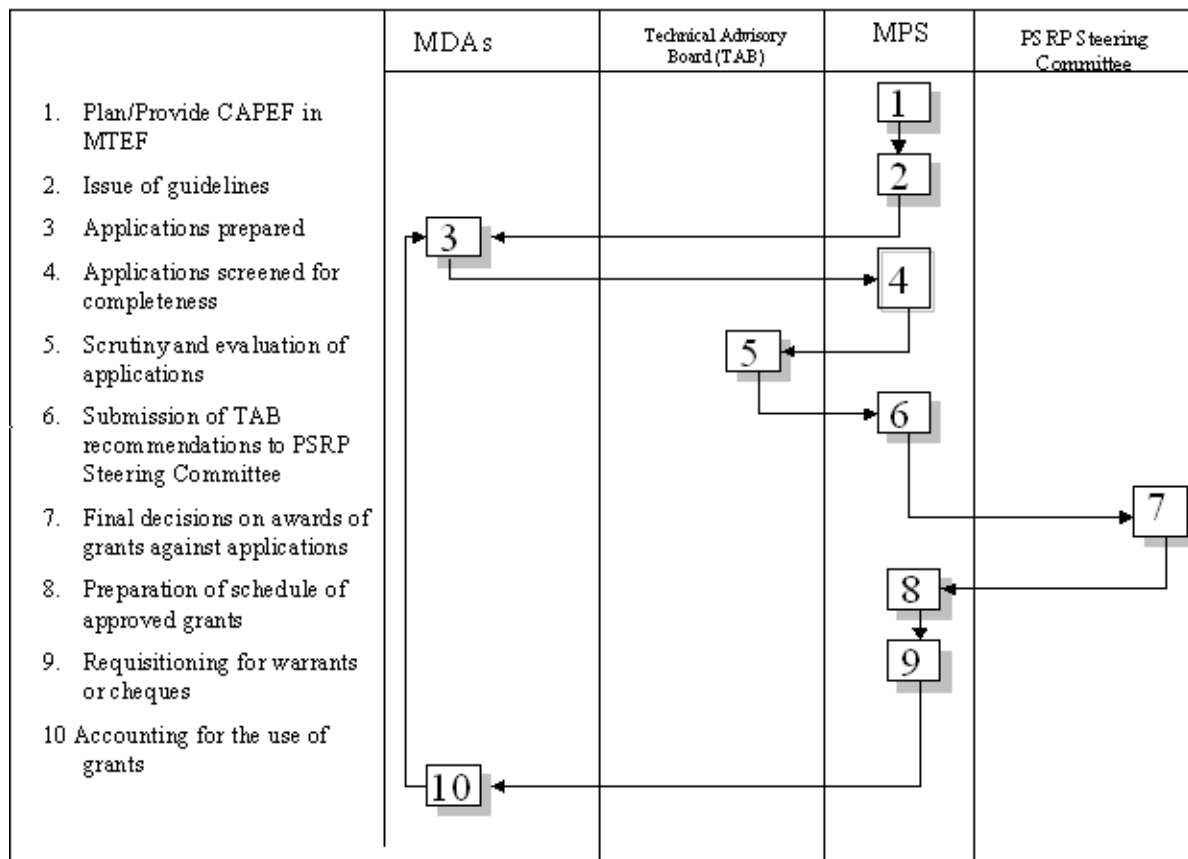 MDAs
Technical Advisory
Board (TAB)
MPS
PSRP Steering
Committee
1. Plan/Provide CAPEF in
MTEF
2. Issue of guidelines
3 Applications prepared
4. Applications screened for
completeness
5. Scrutiny and evaluation of
applications
6. Submission of TAB
recommendations to PSRP
Steering Committee
7. Final decisions on awards of
grants against applications
8. Preparation of schedule of
approved grants
9. Requisitioning for warrants
or cheques
10 Accounting for the use of
grants
1
2
3
4
5
6
7
8
9
10